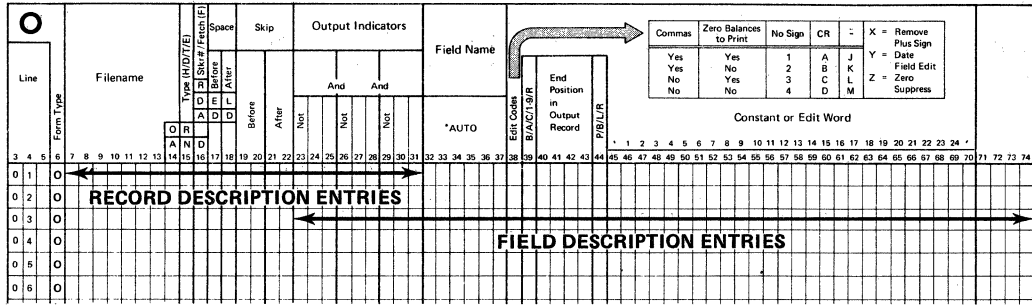 O
Line
Form Type
Filename
Type (H/D/T/E)
Stkr # / Fetch (F)
Space
Before
After
Skip
Before
After
Output Indicators
And And
Not
Not
Not
Field Name
*AUTO
Edit Codes
B/A/C/1-9/R
End
Position
in
Output
Record
P/B/L/R
Commas Zero Balances to Print No Sign CR -
Yes Yes 1 A J
Yes No 2 B K
No Yes 3 C L
No No 4 D M
X = Remove
Plus Sign
Y = Date
Field Edit
Z = Zero
Suppress
Constant or Edit Word
R
D E L
A D D
O R
A N D
' 1 2 3 4 5 6 7 8 9 10 11 12 13 14 15 16 17 18 19 20 21 22 23 24 '
3 4 5 6 7 8 9 10 11 12 13 14 15 16 17 18 19 20 21 22 23 24 25 26 27 28 29 30 31 32 33 34 35 36 37 38 39 40 41 42 43 44 45 46 47 48 49 50 51 52 53 54 55 56 57 58 59 60 61 62 63 64 65 66 67 68 69 70 71 72 73 74
0 1 O
0 2 O RECORD DESCRIPTION ENTRIES
0 3 O
0 4 O FIELD DESCRIPTION ENTRIES
0 5 O
0 6 O